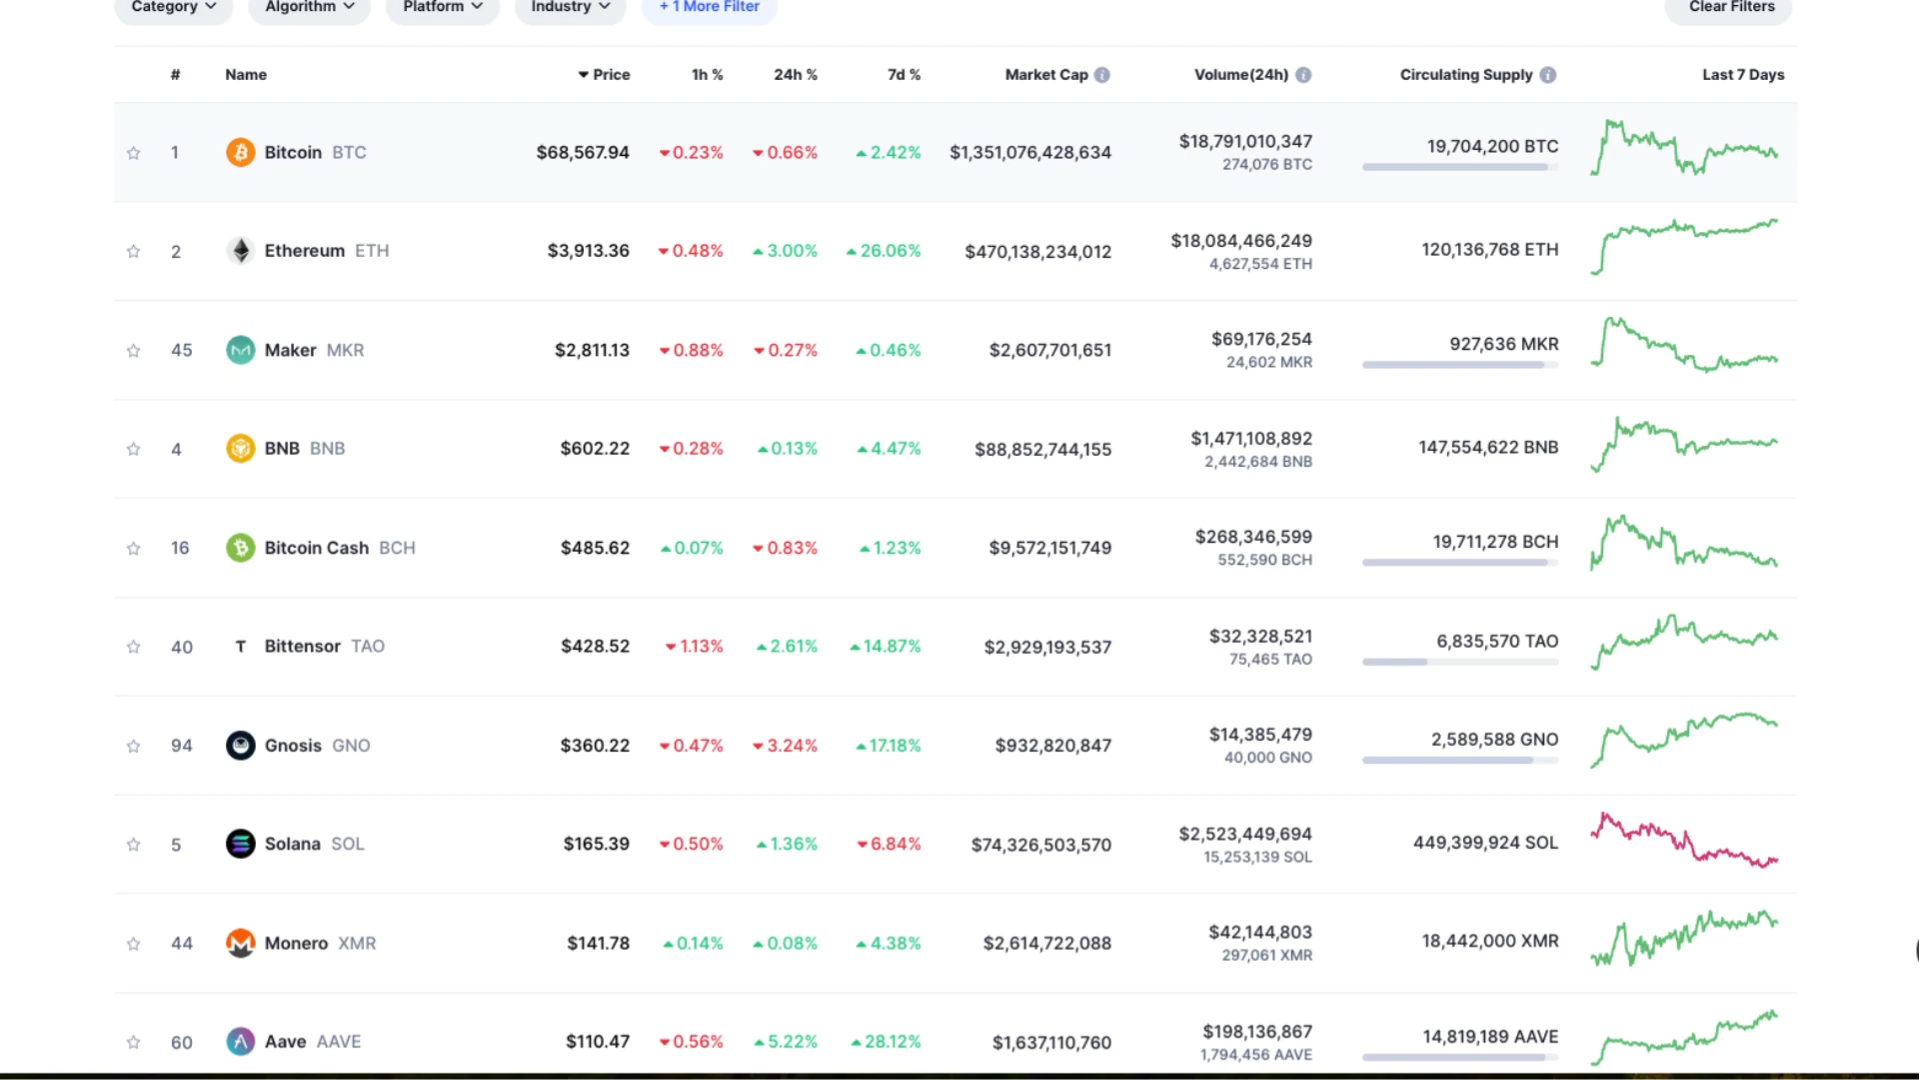 Category Algorithm Platform Industry + 1 More Filter Clear Filters
# Name Price 1h % 24h % 7d % Market Cap Volume(24h) Circulating Supply Last 7 Days
1 Bitcoin BTC $68,567.94 0.23% 0.66% 2.42% $1,351,076,428,634 $18,791,010,347 19,704,200 BTC
274,076 BTC
2 Ethereum ETH $3,913.36 0.48% 3.00% 26.06% $470,138,234,012 $18,084,466,249 120,136,768 ETH
4,627,554 ETH
45 Maker MKR $2,811.13 0.88% 0.27% 0.46% $2,607,701,651 $69,176,254 927,636 MKR
24,602 MKR
4 BNB BNB $602.22 0.28% 0.13% 4.47% $88,852,744,155 $1,471,108,892 147,554,622 BNB
2,442,684 BNB
16 Bitcoin Cash BCH $485.62 0.07% 0.83% 1.23% $9,572,151,749 $268,346,599 19,711,278 BCH
552,590 BCH
40 Bittensor TAO $428.52 1.13% 2.61% 14.87% $2,929,193,537 $32,328,521 6,835,570 TAO
75,465 TAO
94 Gnosis GNO $360.22 0.47% 3.24% 17.18% $932,820,847 $14,385,479 2,589,588 GNO
40,000 GNO
5 Solana SOL $165.39 0.50% 1.36% 6.84% $74,326,503,570 $2,523,449,694 449,399,924 SOL
15,253,139 SOL
44 Monero XMR $141.78 0.14% 0.08% 4.38% $2,614,722,088 $42,144,803 18,442,000 XMR
297,061 XMR
60 Aave AAVE $110.47 0.56% 5.22% 28.12% $1,637,110,760 $198,136,867 14,819,189 AAVE
1,794,456 AAVE